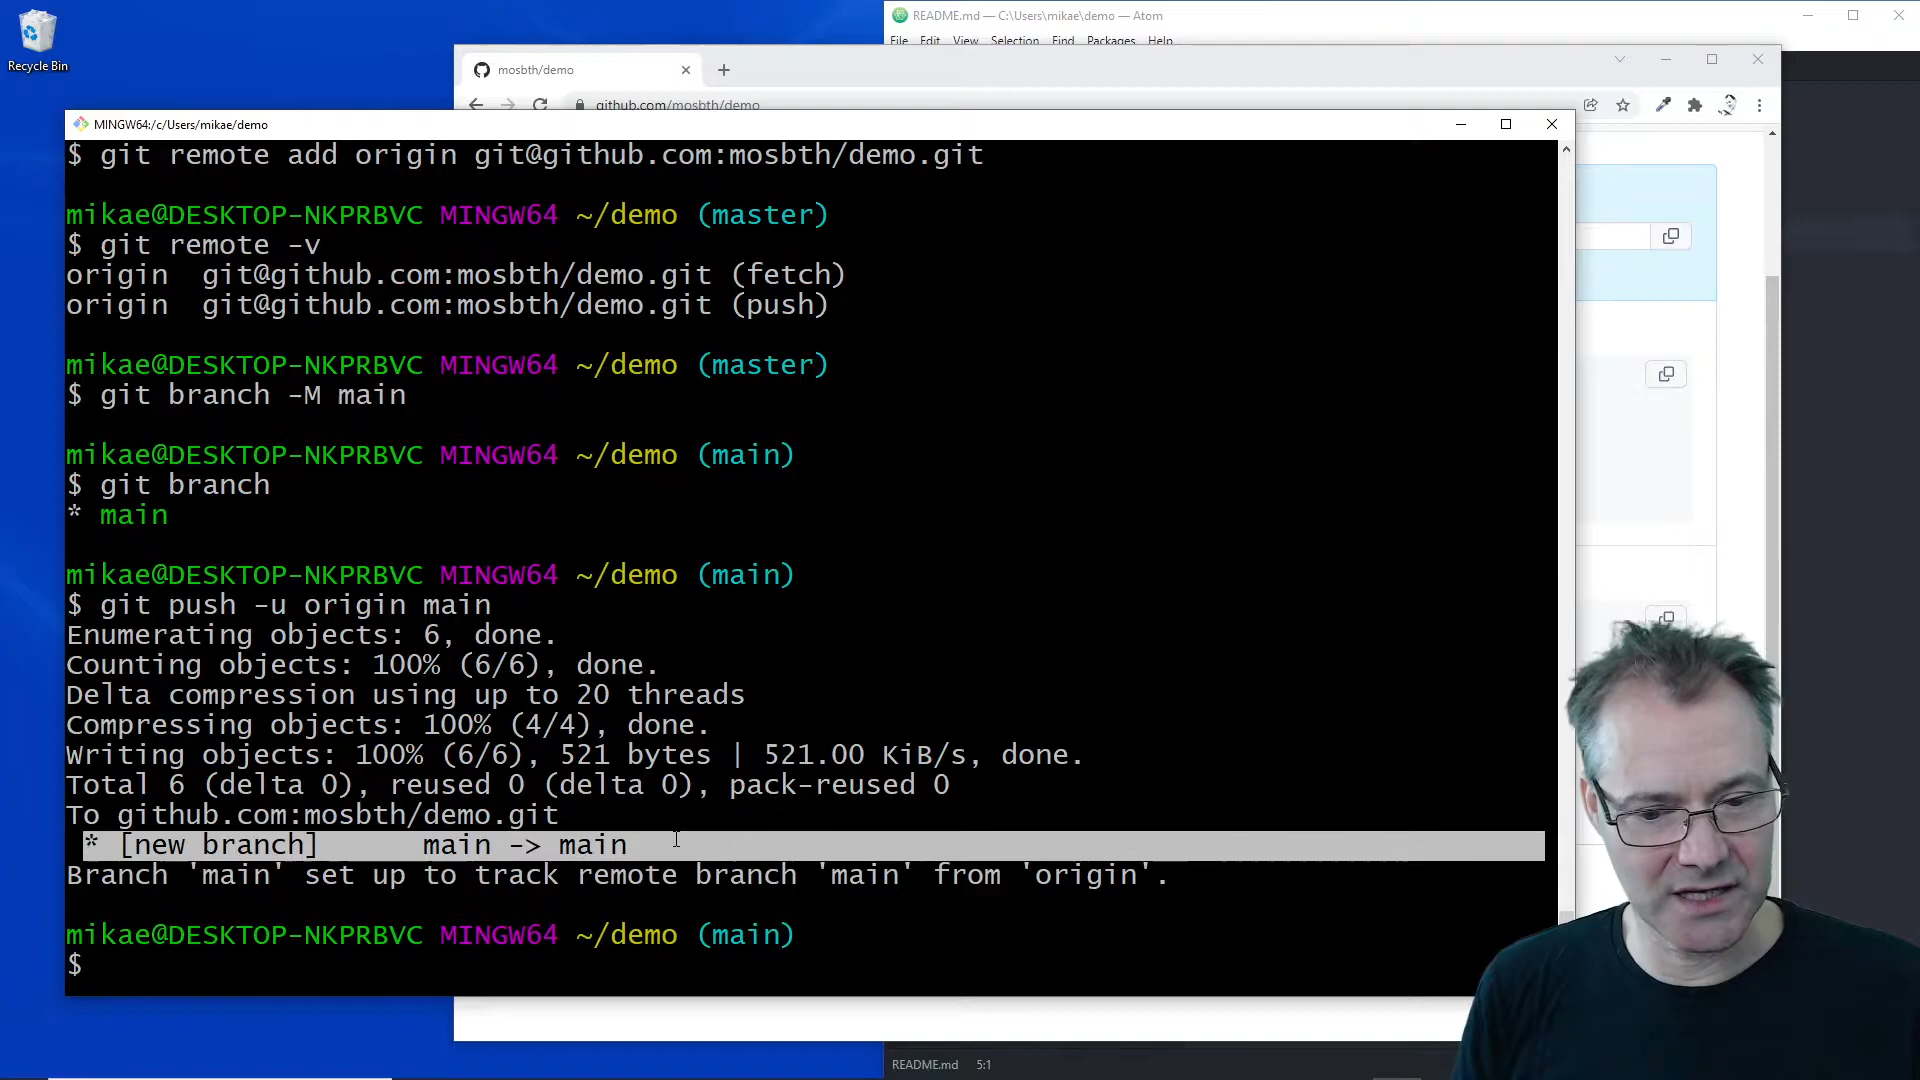 Recycle Bin
README.md — C:\Users\mikae\demo — Atom
File Edit View Selection Find Packages Help
mosbth/demo
github.com/mosbth/demo
MINGW64:/c/Users/mikae/demo
$ git remote add origin git@github.com:mosbth/demo.git
mikae@DESKTOP-NKPRBVC MINGW64 ~/demo (master)
$ git remote -v
origin  git@github.com:mosbth/demo.git (fetch)
origin  git@github.com:mosbth/demo.git (push)
mikae@DESKTOP-NKPRBVC MINGW64 ~/demo (master)
$ git branch -M main
mikae@DESKTOP-NKPRBVC MINGW64 ~/demo (main)
$ git branch
* main
mikae@DESKTOP-NKPRBVC MINGW64 ~/demo (main)
$ git push -u origin main
Enumerating objects: 6, done.
Counting objects: 100% (6/6), done.
Delta compression using up to 20 threads
Compressing objects: 100% (4/4), done.
Writing objects: 100% (6/6), 521 bytes | 521.00 KiB/s, done.
Total 6 (delta 0), reused 0 (delta 0), pack-reused 0
To github.com:mosbth/demo.git
* [new branch]      main -> main
Branch 'main' set up to track remote branch 'main' from 'origin'.
mikae@DESKTOP-NKPRBVC MINGW64 ~/demo (main)
$
README.md 5:1